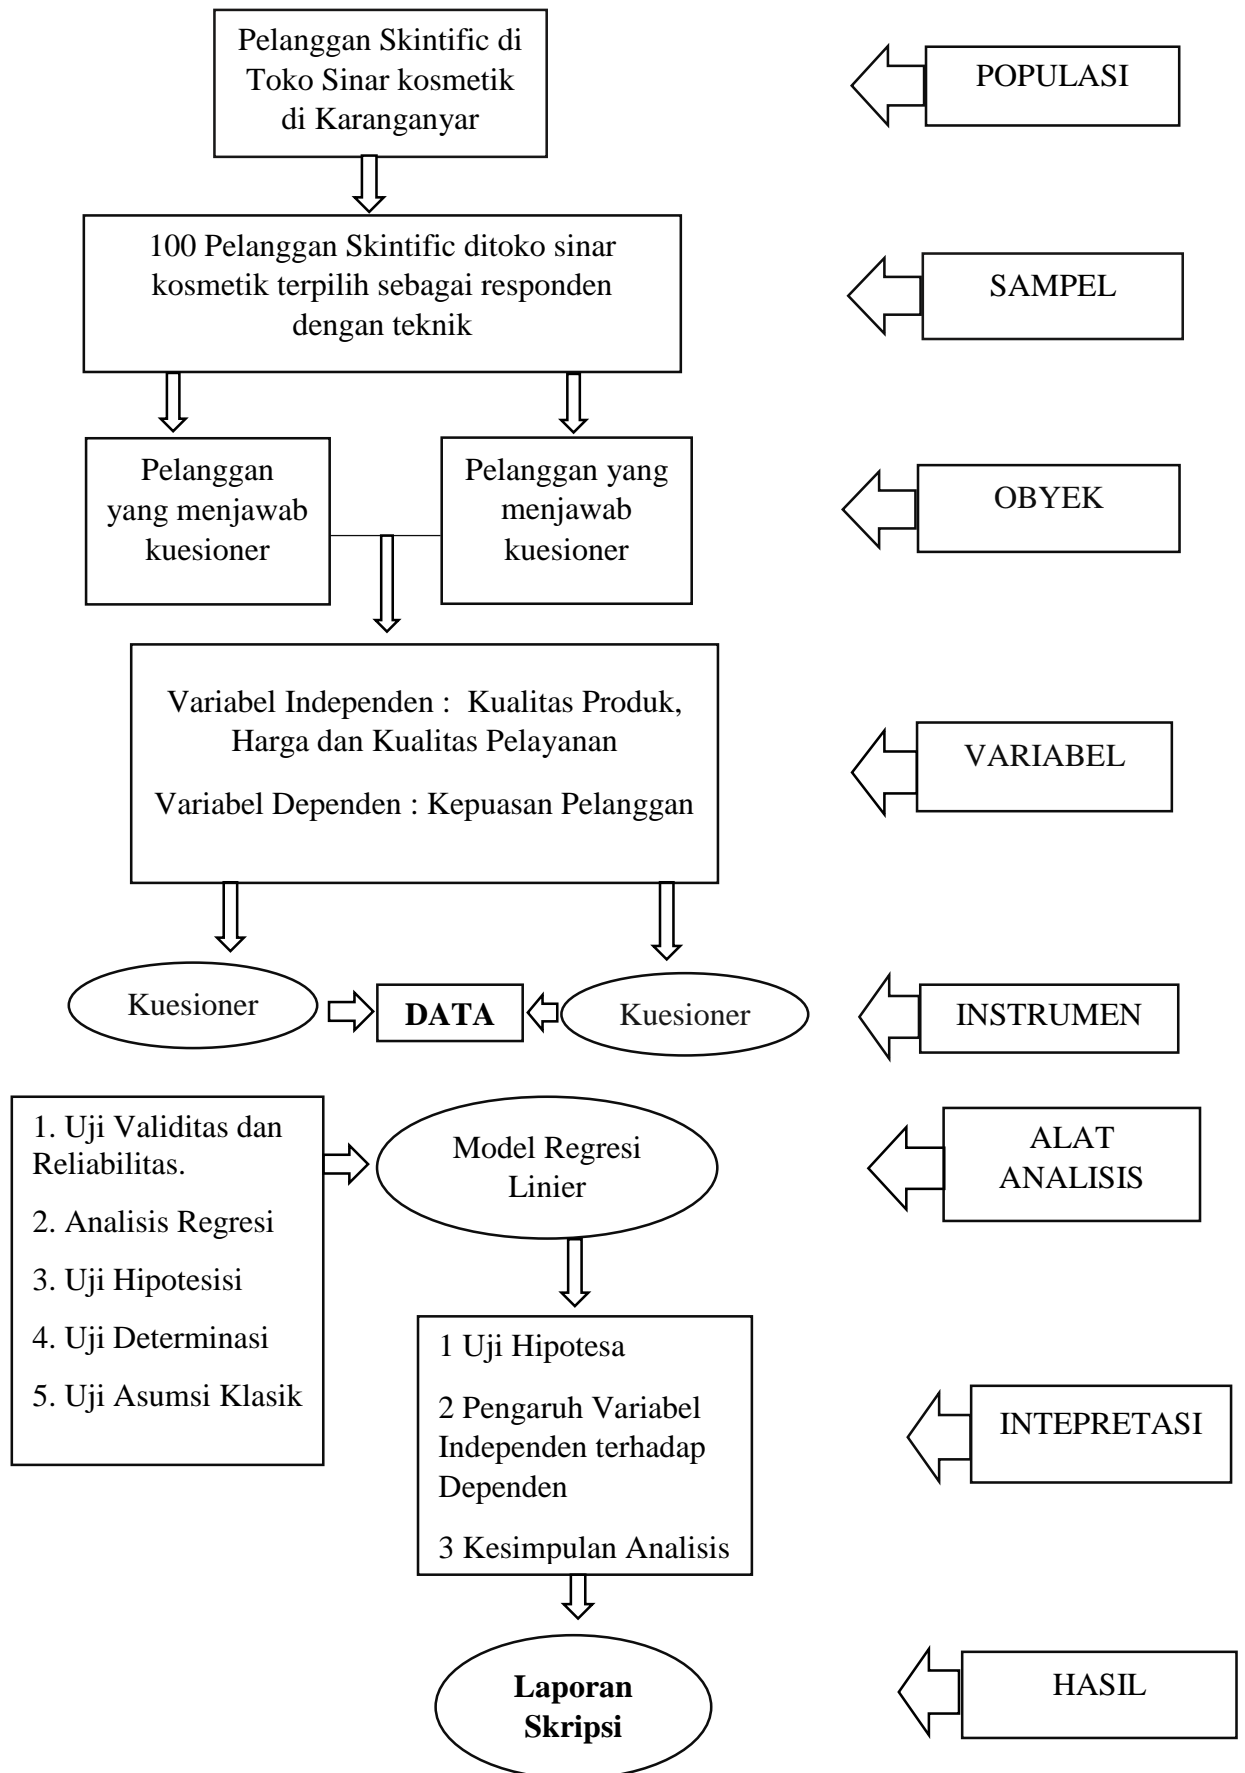 Pelanggan Skintific di
Toko Sinar kosmetik
di Karanganyar
POPULASI
100 Pelanggan Skintific ditoko sinar
kosmetik terpilih sebagai responden
dengan teknik
SAMPEL
Pelanggan
yang menjawab
kuesioner
Pelanggan yang
menjawab
kuesioner
OBYEK
Variabel Independen :  Kualitas Produk,
Harga dan Kualitas Pelayanan
Variabel Dependen : Kepuasan Pelanggan
VARIABEL
Kuesioner
DATA
Kuesioner
INSTRUMEN
1. Uji Validitas dan
Reliabilitas.
2. Analisis Regresi
3. Uji Hipotesisi
4. Uji Determinasi
5. Uji Asumsi Klasik
Model Regresi
Linier
ALAT
ANALISIS
1 Uji Hipotesa
2 Pengaruh Variabel
Independen terhadap
Dependen
3 Kesimpulan Analisis
INTEPRETASI
Laporan
Skripsi
HASIL